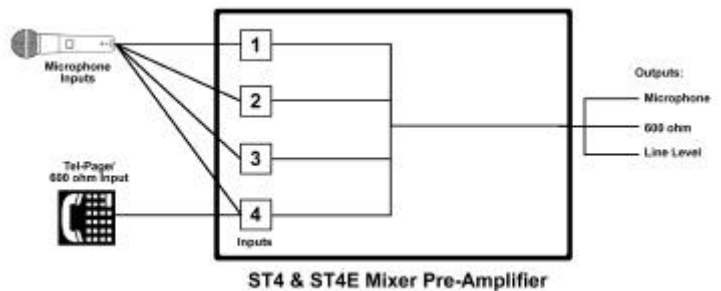 Microphone
Inputs
Tel-Page/
600 ohm Input
1
2
3
4
Inputs
Outputs:
Microphone
600 ohm
Line Level
ST4 & ST4E Mixer Pre-Amplifier